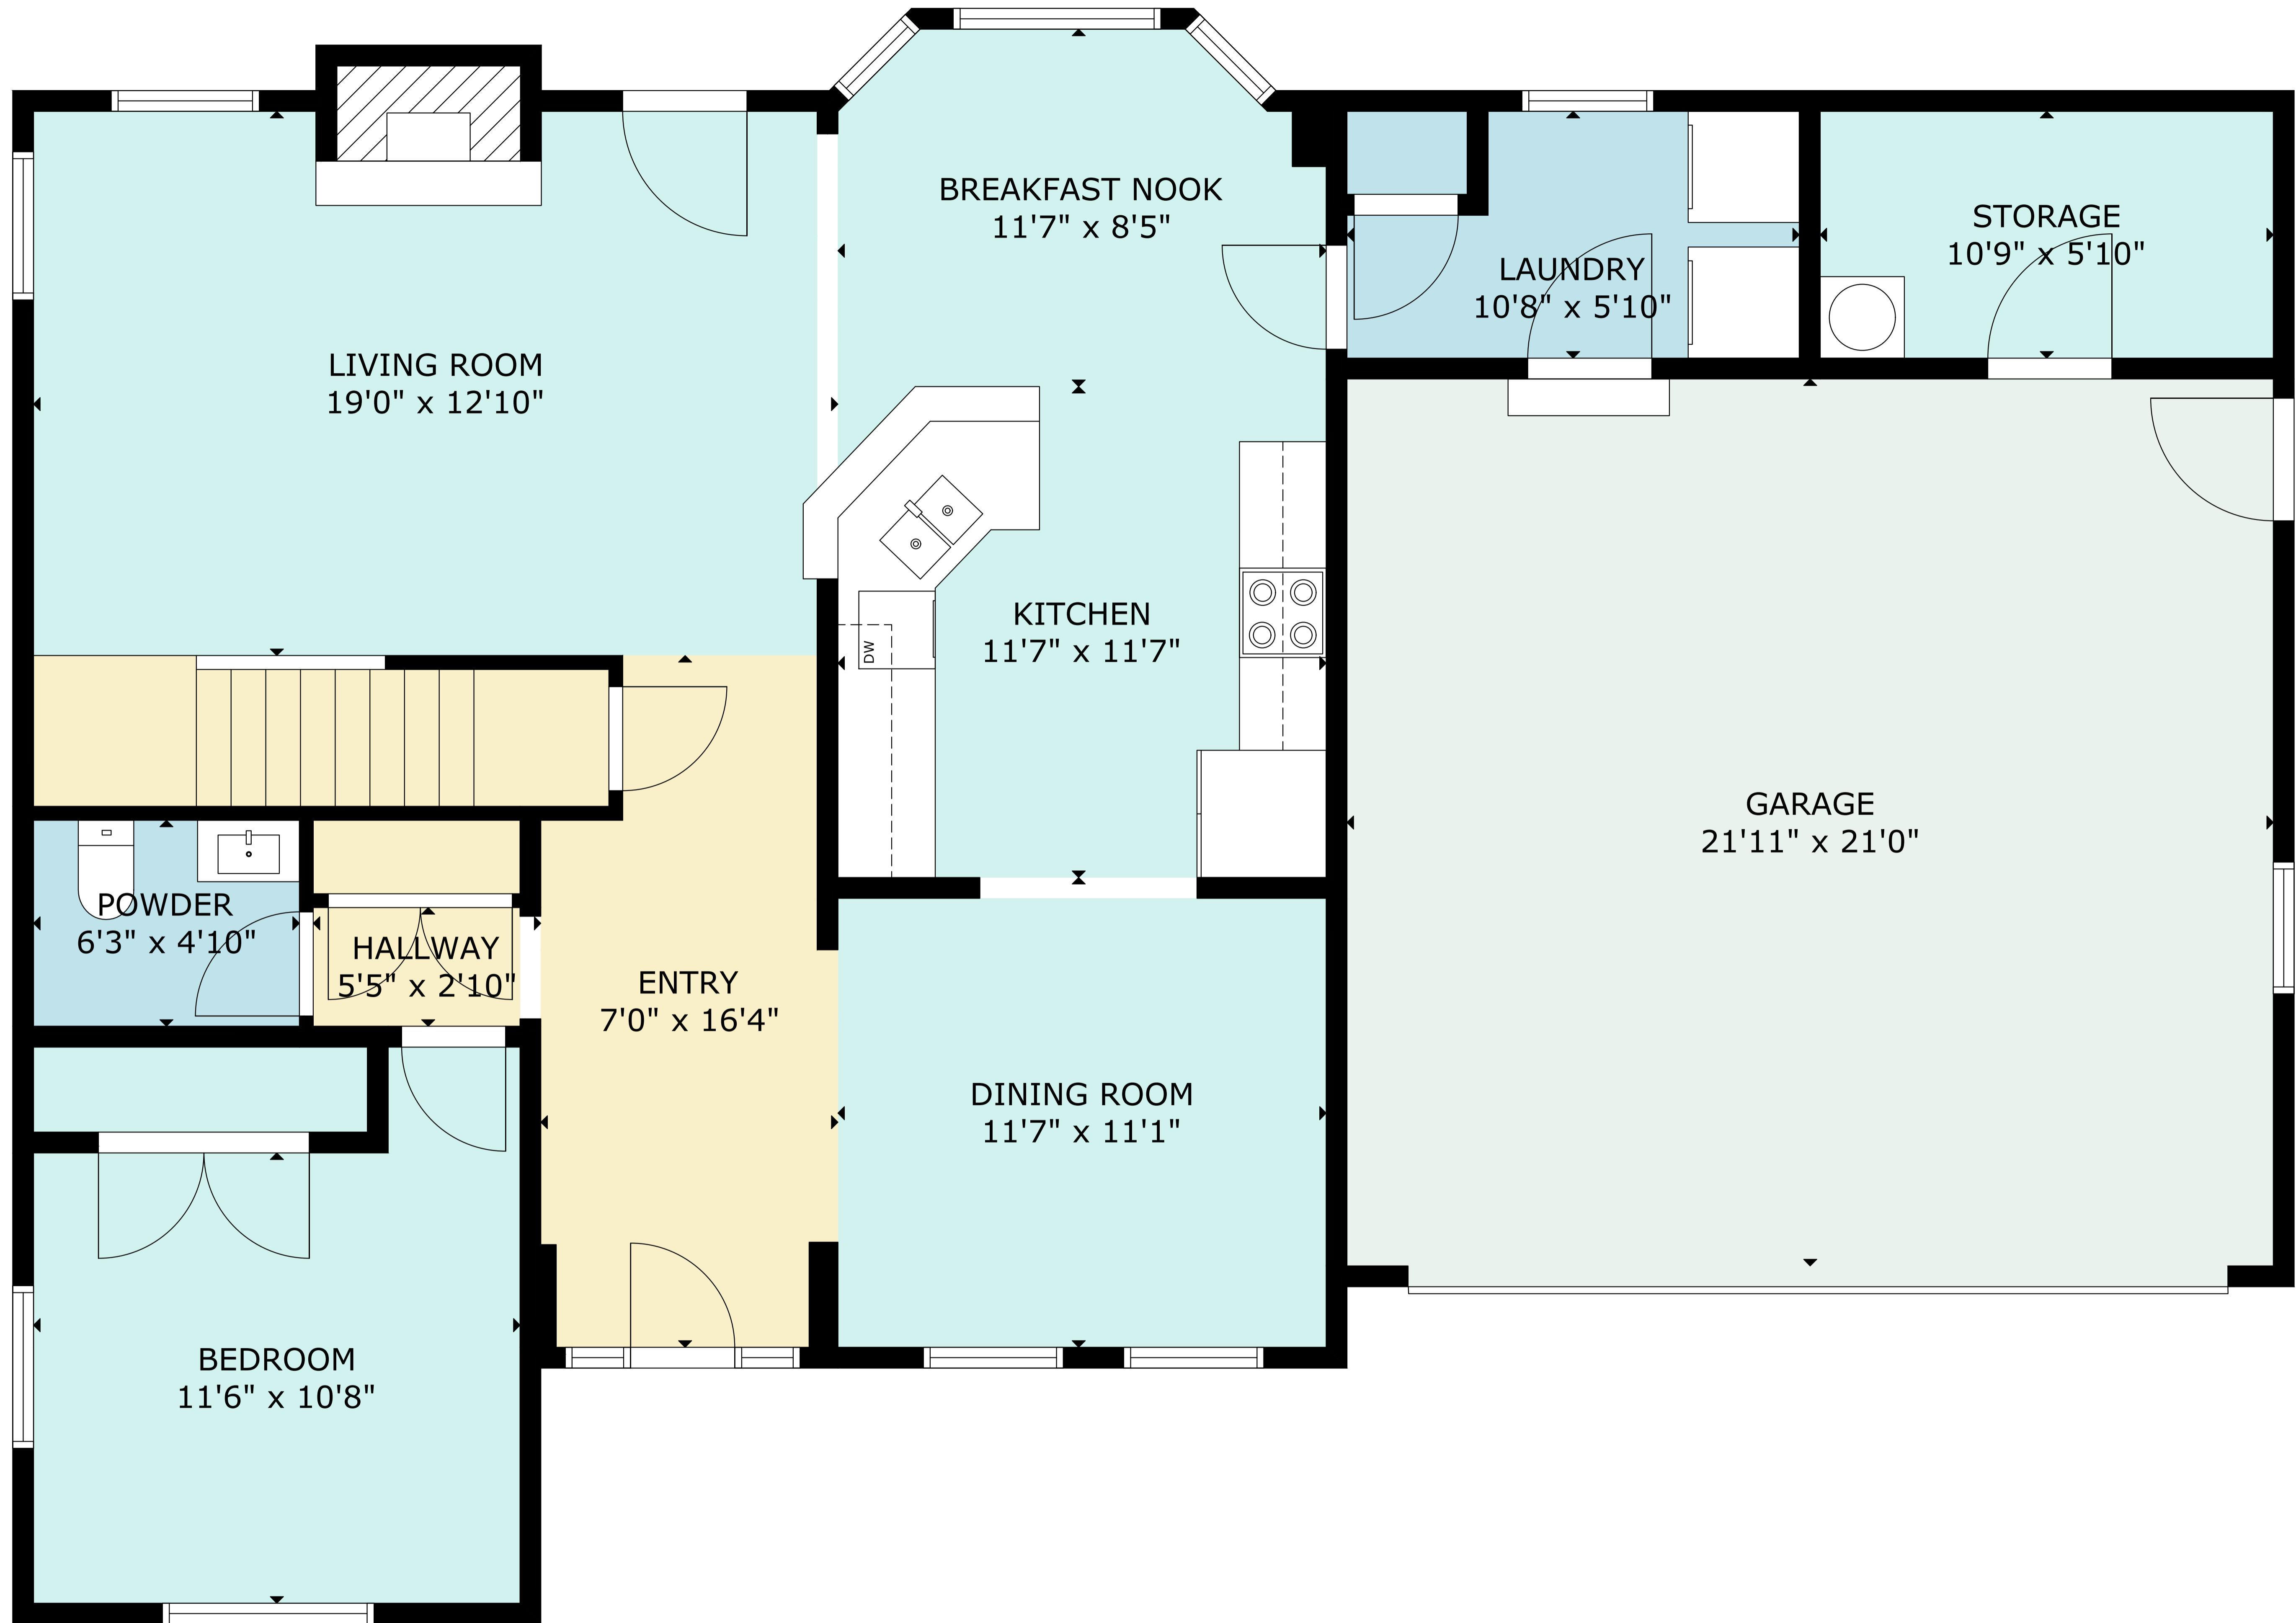 BREAKFAST NOOK
11'7" x 8'5"
STORAGE
10'9" x 5'10"
LAUNDRY
10'8" x 5'10"
LIVING ROOM
19'0" x 12'10"
KITCHEN
11'7" x 11'7"
DW
GARAGE
21'11" x 21'0"
POWDER
6'3" x 4'10"
HALLWAY
5'5" x 2'10"
ENTRY
7'0" x 16'4"
DINING ROOM
11'7" x 11'1"
BEDROOM
11'6" x 10'8"